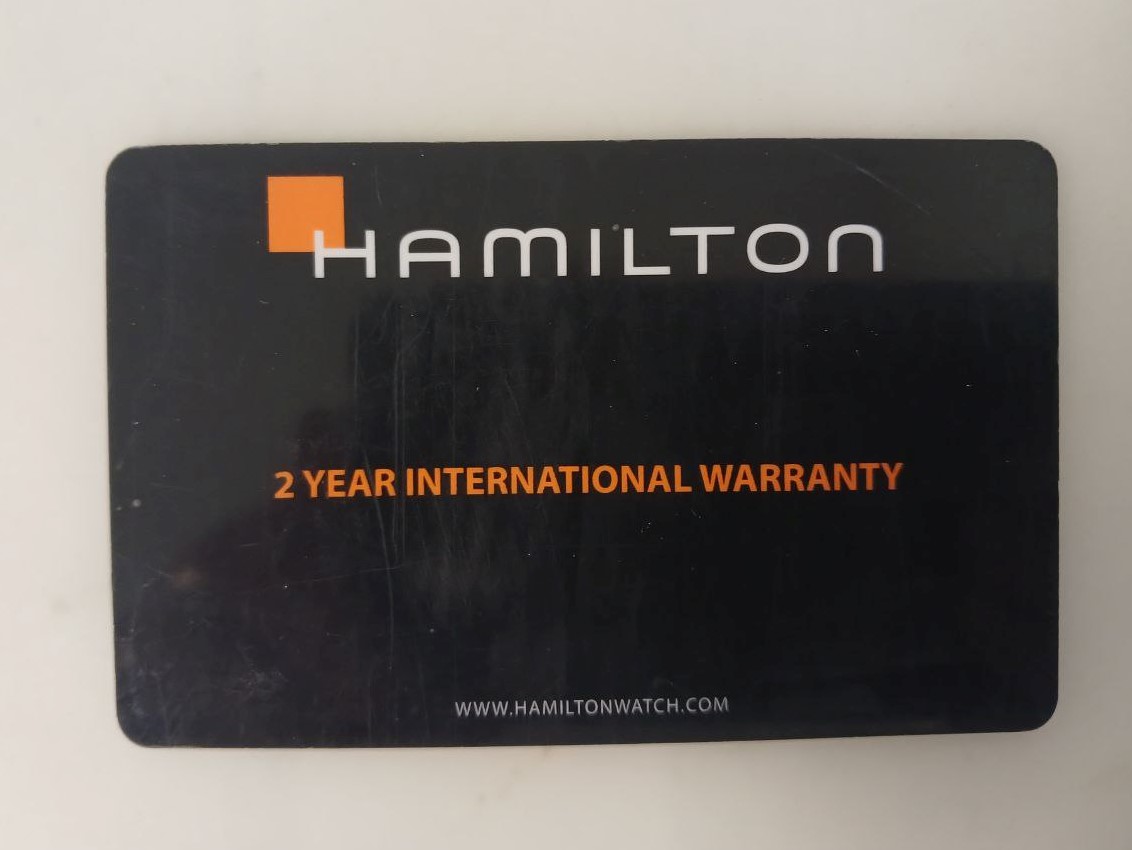 HAMILTON
2 YEAR INTERNATIONAL WARRANTY
WWW.HAMILTONWATCH.COM